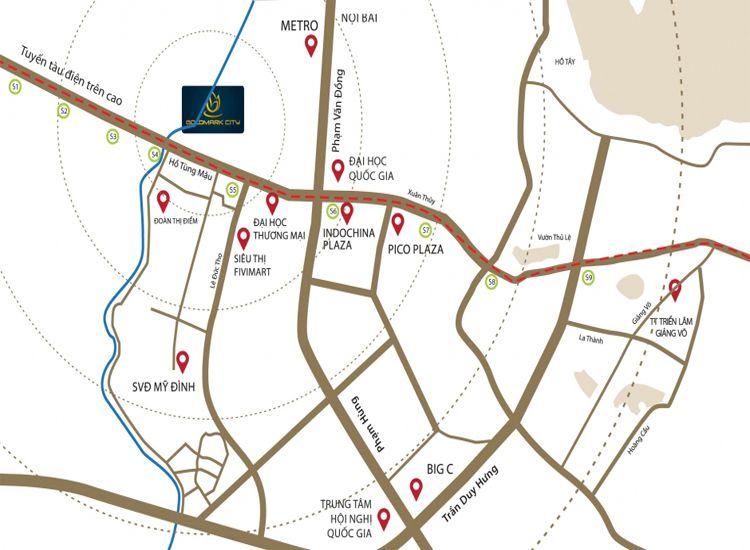 NỘI BÀI
METRO
Phạm Văn Đồng
HỒ TÂY
Tuyến tàu điện trên cao
S1
S2
S3
S4
GOLDMARK CITY
Hồ Tùng Mậu
S5
ĐẠI HỌC
QUỐC GIA
Xuân Thủy
S6
S7
ĐOÀN THỊ ĐIỂM
ĐẠI HỌC
THƯƠNG MẠI
INDOCHINA
PLAZA
PICO PLAZA
SIÊU THỊ
FIVIMART
Lê Đức Thọ
Vườn Thủ Lệ
S8
S9
Giảng Võ
TT TRIỂN LÃM
GIẢNG VÕ
La Thành
SVĐ MỸ ĐÌNH
Phạm Hùng
Hoàng Cầu
BIG C
Trần Duy Hưng
TRUNG TÂM
HỘI NGHỊ
QUỐC GIA